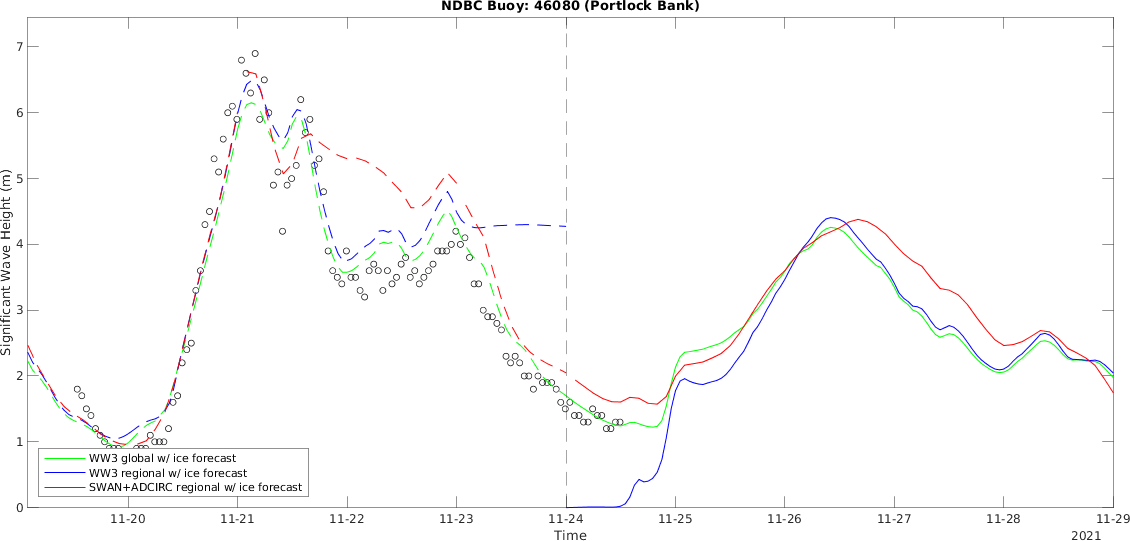 NDBC Buoy: 46080 (Portlock Bank)
Significant Wave Height (m)
7
6
5
4
3
2
1
0
WW3 global w/ ice forecast
WW3 regional w/ ice forecast
SWAN+ADCIRC regional w/ ice forecast
11-20 11-21 11-22 11-23 11-24 11-25 11-26 11-27 11-28 11-29
Time
2021